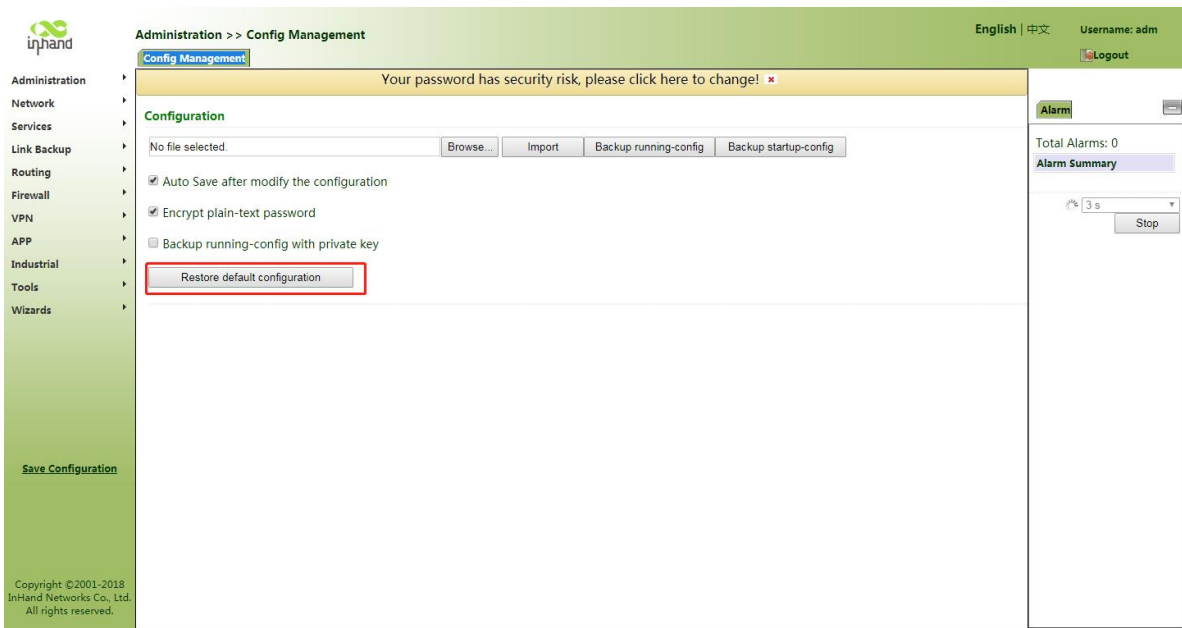 inhand
Administration >> Config Management
English | 中文
Username: adm
Config Management
Logout
Your password has security risk, please click here to change!
Administration
Network
Services
Link Backup
Routing
Firewall
VPN
APP
Industrial
Tools
Wizards
Save Configuration
Copyright ©2001-2018
InHand Networks Co., Ltd.
All rights reserved.
Configuration
No file selected.
Browse... Import Backup running-config Backup startup-config
Auto Save after modify the configuration
Encrypt plain-text password
Backup running-config with private key
Restore default configuration
Alarm
Total Alarms: 0
Alarm Summary
3 s
Stop